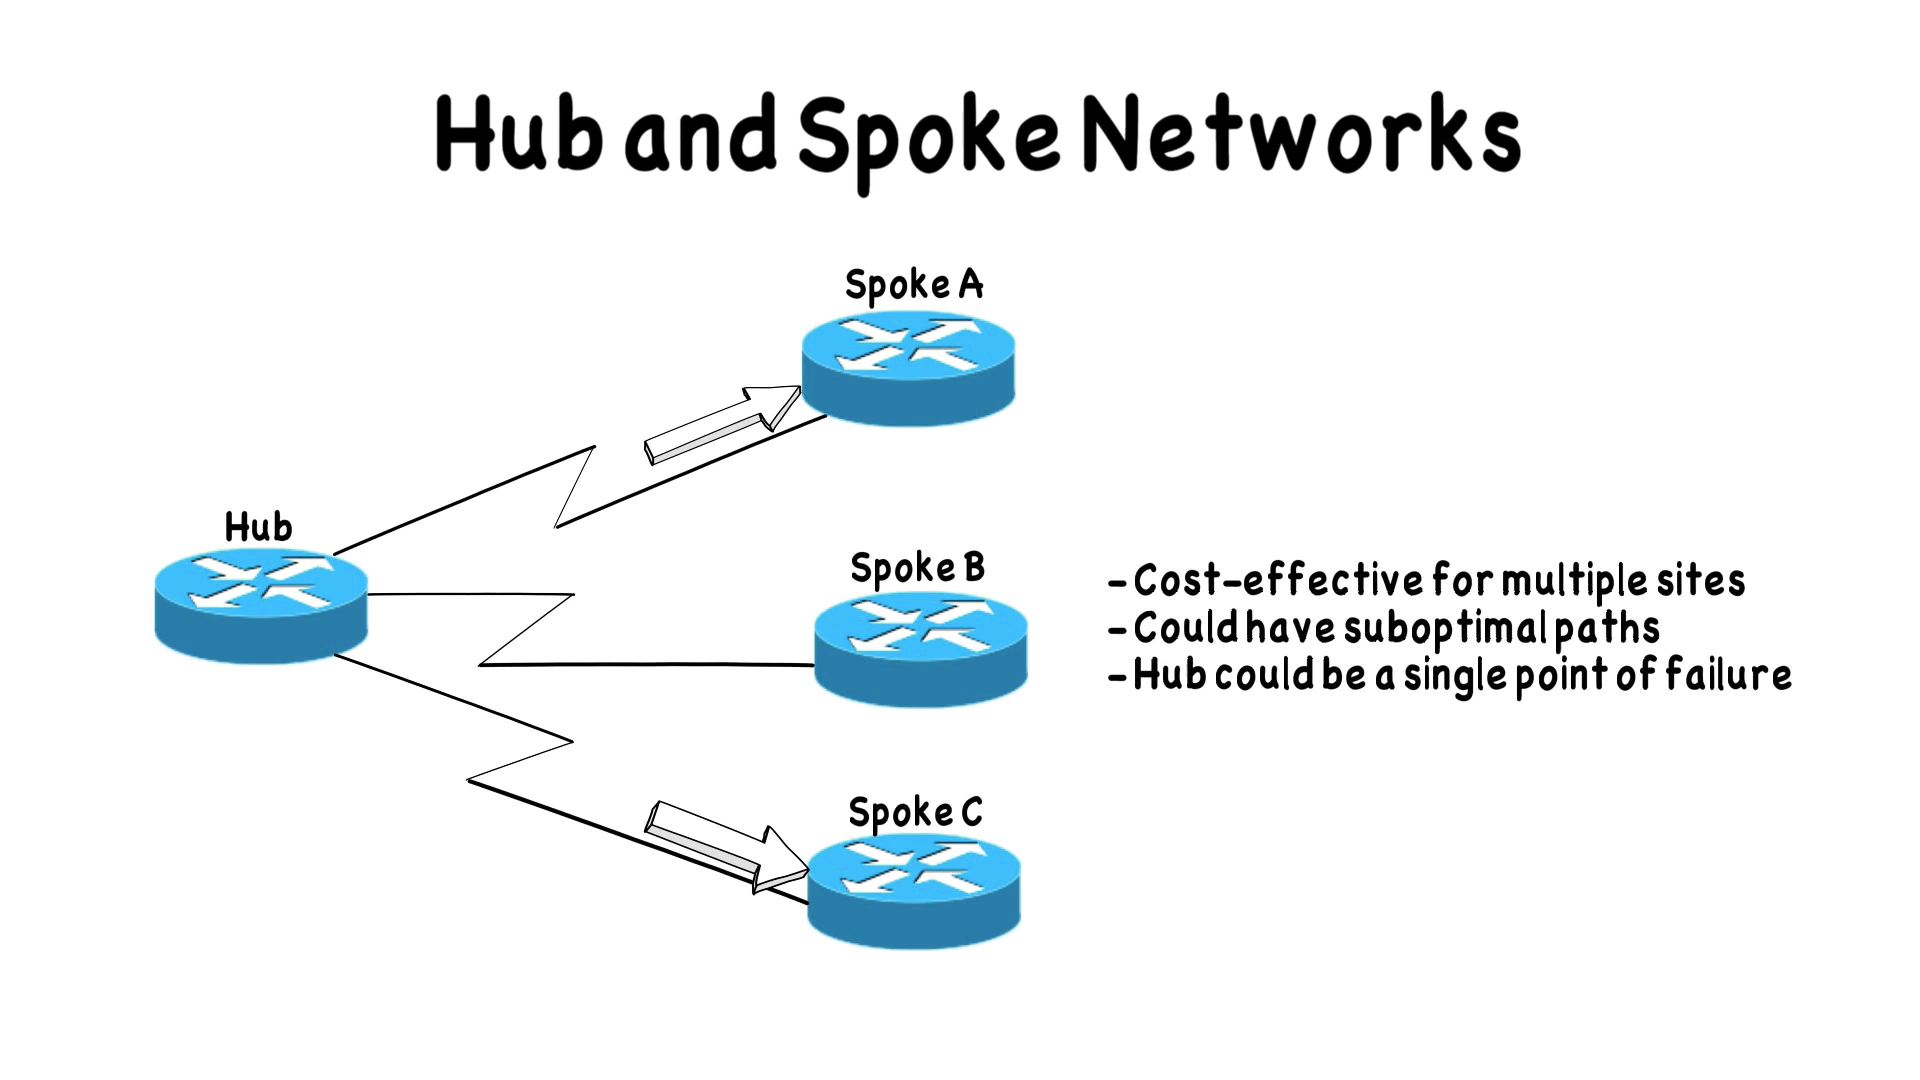 Hub and Spoke Networks
Spoke A
Hub
Spoke B
- Cost-effective for multiple sites
- Could have suboptimal paths
- Hub could be a single point of failure
Spoke C